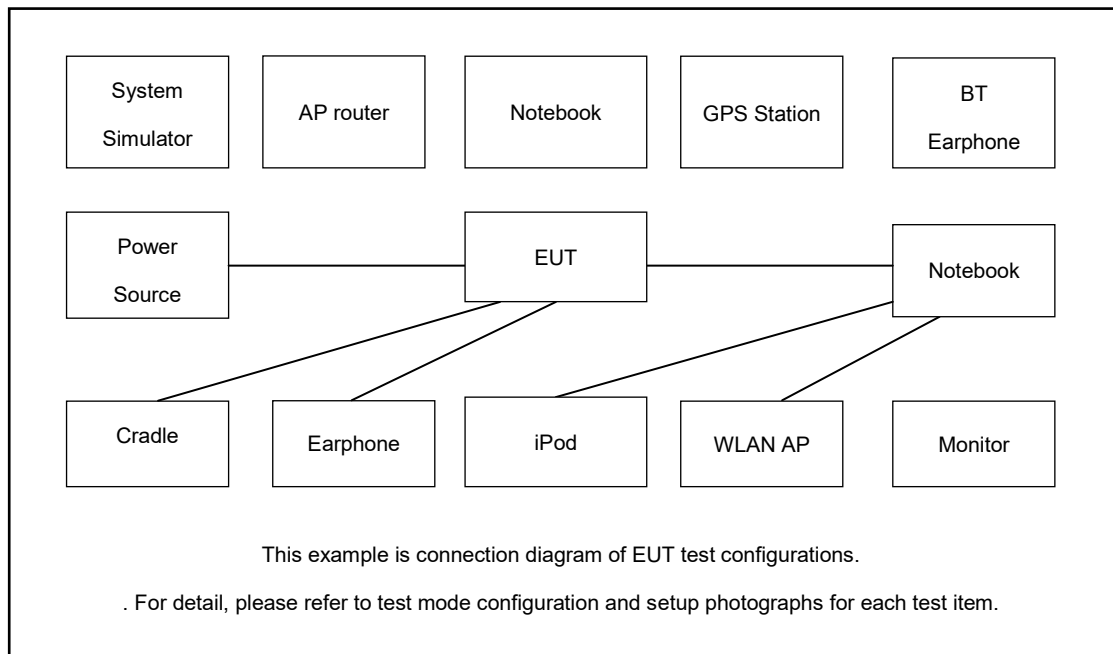 System
Simulator
AP router
Notebook
GPS Station
BT
Earphone
Power
Source
EUT
Notebook
Cradle
Earphone
iPod
WLAN AP
Monitor
This example is connection diagram of EUT test configurations.
. For detail, please refer to test mode configuration and setup photographs for each test item.